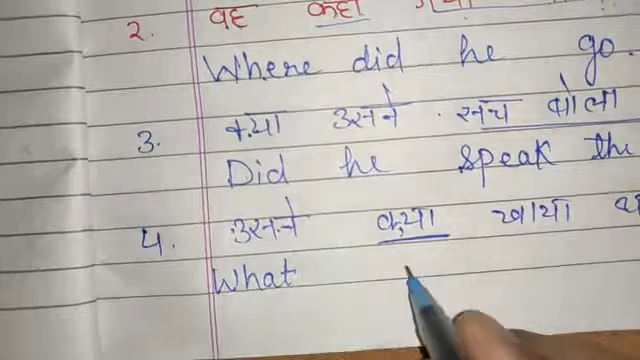 2. वह कहाँ
Where did he go.
3. क्या उसने सच बोला
Did he speak the
4. उसने क्या खाया
What